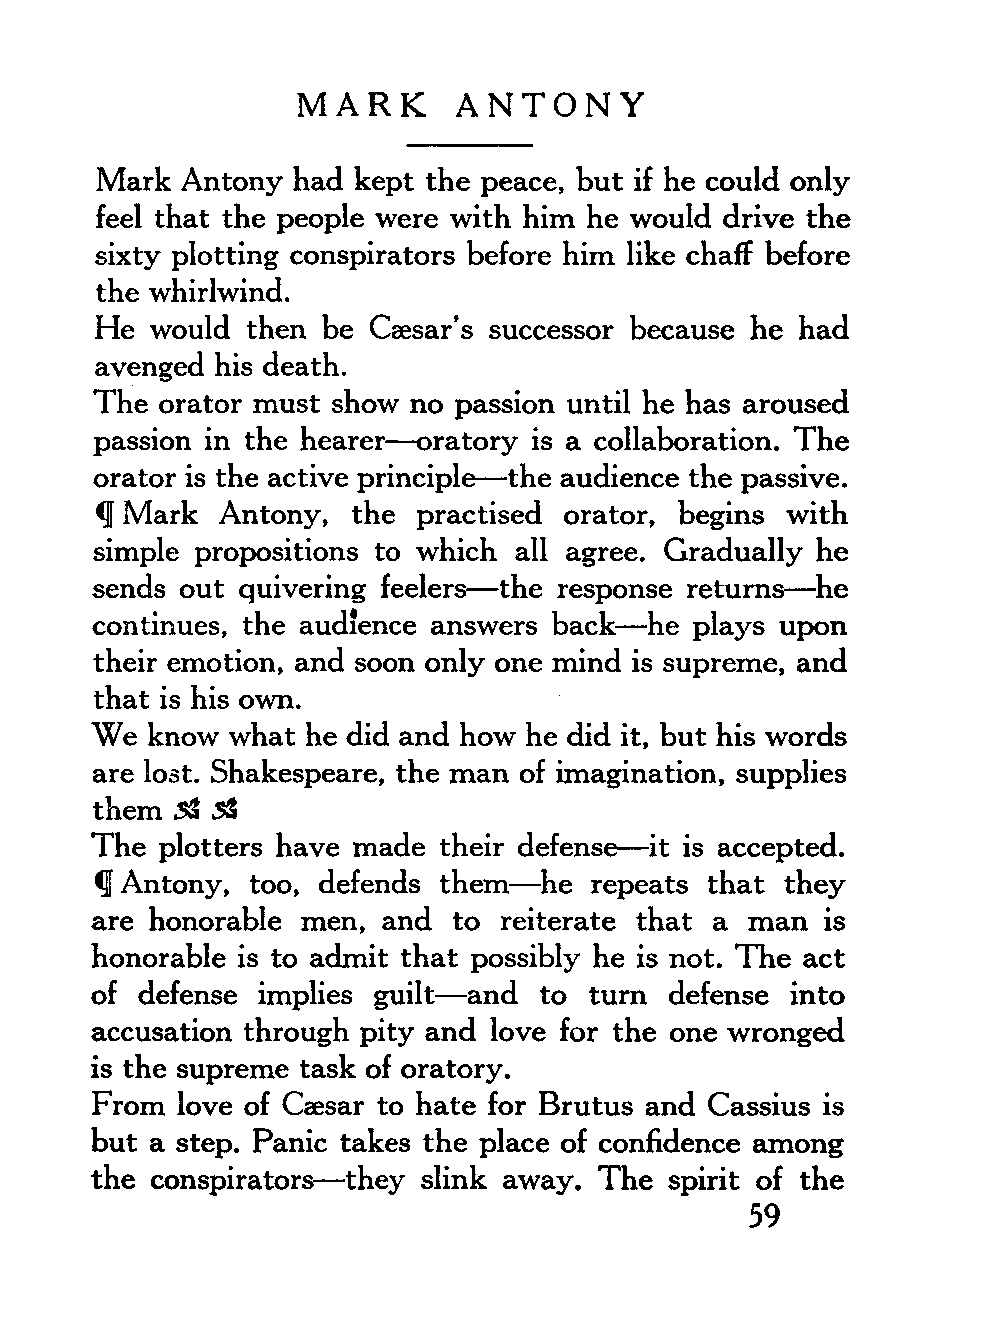 MARK ANTONY
Mark Antony had kept the peace, but if he could only
feel that the people were with him he would drive the
sixty plotting conspirators before him like chaff before
the whirlwind.
He would then be Cæsar's successor because he had
avenged his death.
The orator must show no passion until he has aroused
passion in the hearer—oratory is a collaboration. The
orator is the active principle—the audience the passive.
¶ Mark Antony, the practised orator, begins with
simple propositions to which all agree. Gradually he
sends out quivering feelers—the response returns—he
continues, the audience answers back—he plays upon
their emotion, and soon only one mind is supreme, and
that is his own.
We know what he did and how he did it, but his words
are lost. Shakespeare, the man of imagination, supplies
them
The plotters have made their defense—it is accepted.
¶ Antony, too, defends them—he repeats that they
are honorable men, and to reiterate that a man is
honorable is to admit that possibly he is not. The act
of defense implies guilt—and to turn defense into
accusation through pity and love for the one wronged
is the supreme task of oratory.
From love of Cæsar to hate for Brutus and Cassius is
but a step. Panic takes the place of confidence among
the conspirators—they slink away. The spirit of the
59